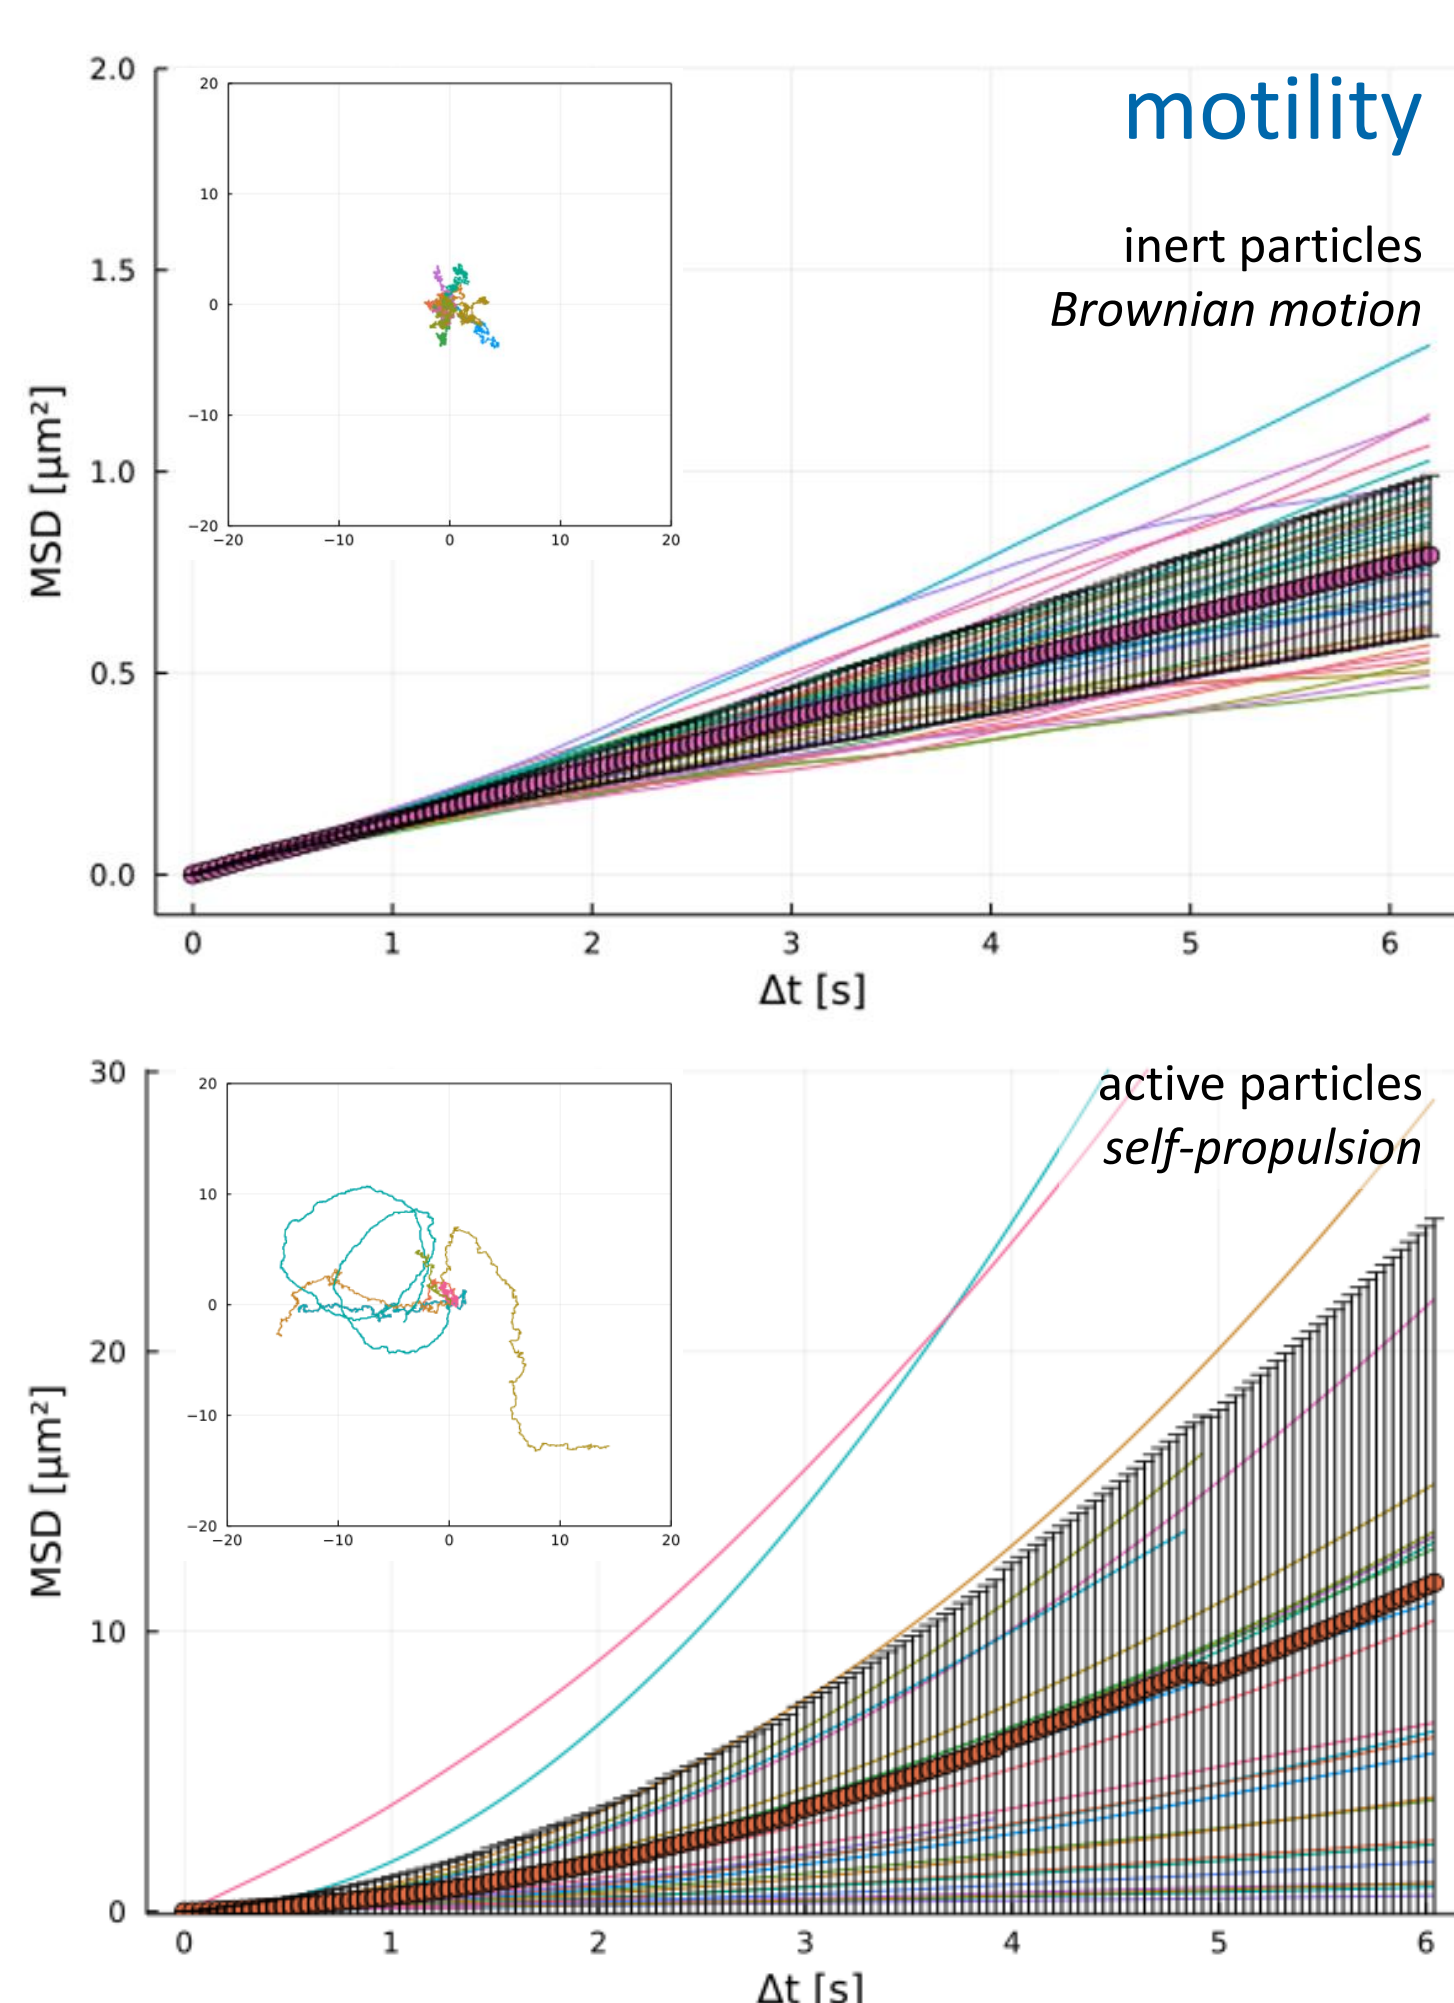 motility
inert particles
Brownian motion
2.0
1.5
1.0
0.5
0.0
MSD [μm²]
20
10
0
−10
−20
−20 −10 0 10 20
0 1 2 3 4 5 6
Δt [s]
active particles
self-propulsion
30
20
10
0
MSD [μm²]
20
10
0
−10
−20
−20 −10 0 10 20
0 1 2 3 4 5 6
Δt [s]